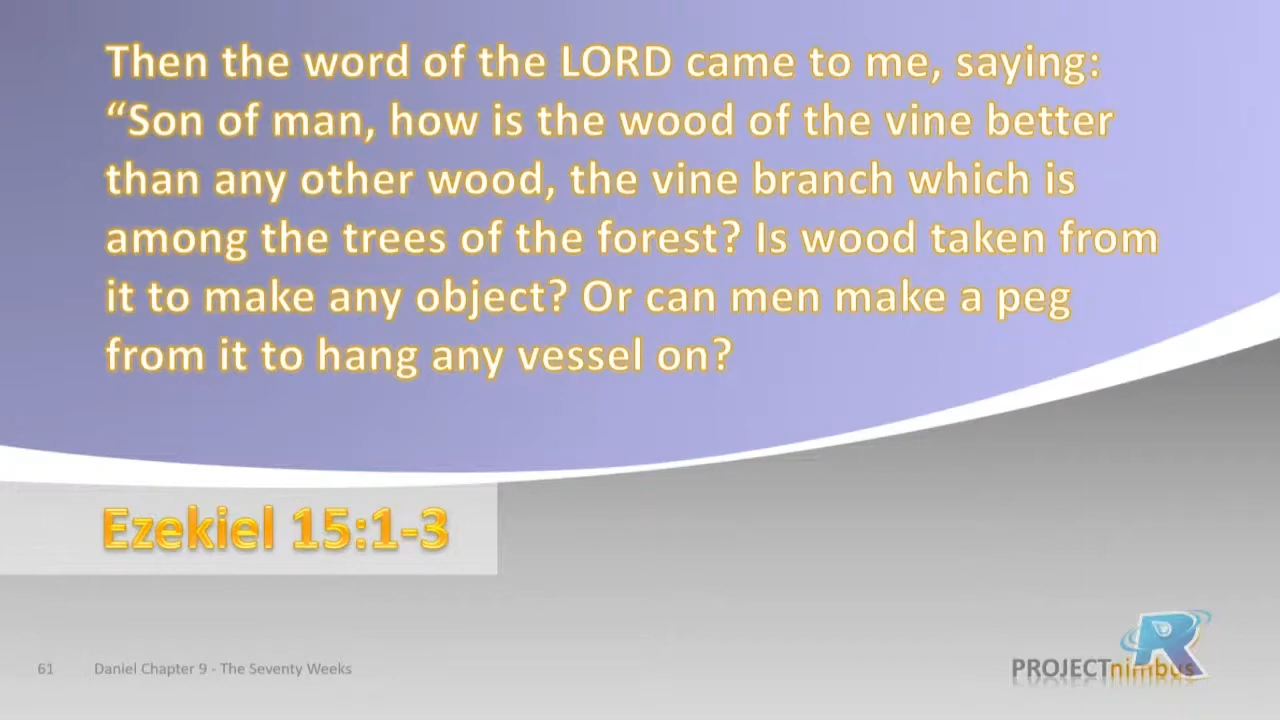 Then the word of the LORD came to me, saying:
“Son of man, how is the wood of the vine better
than any other wood, the vine branch which is
among the trees of the forest? Is wood taken from
it to make any object? Or can men make a peg
from it to hang any vessel on?
Ezekiel 15:1-3
61 Daniel Chapter 9 - The Seventy Weeks
PROJECTnimbus
R